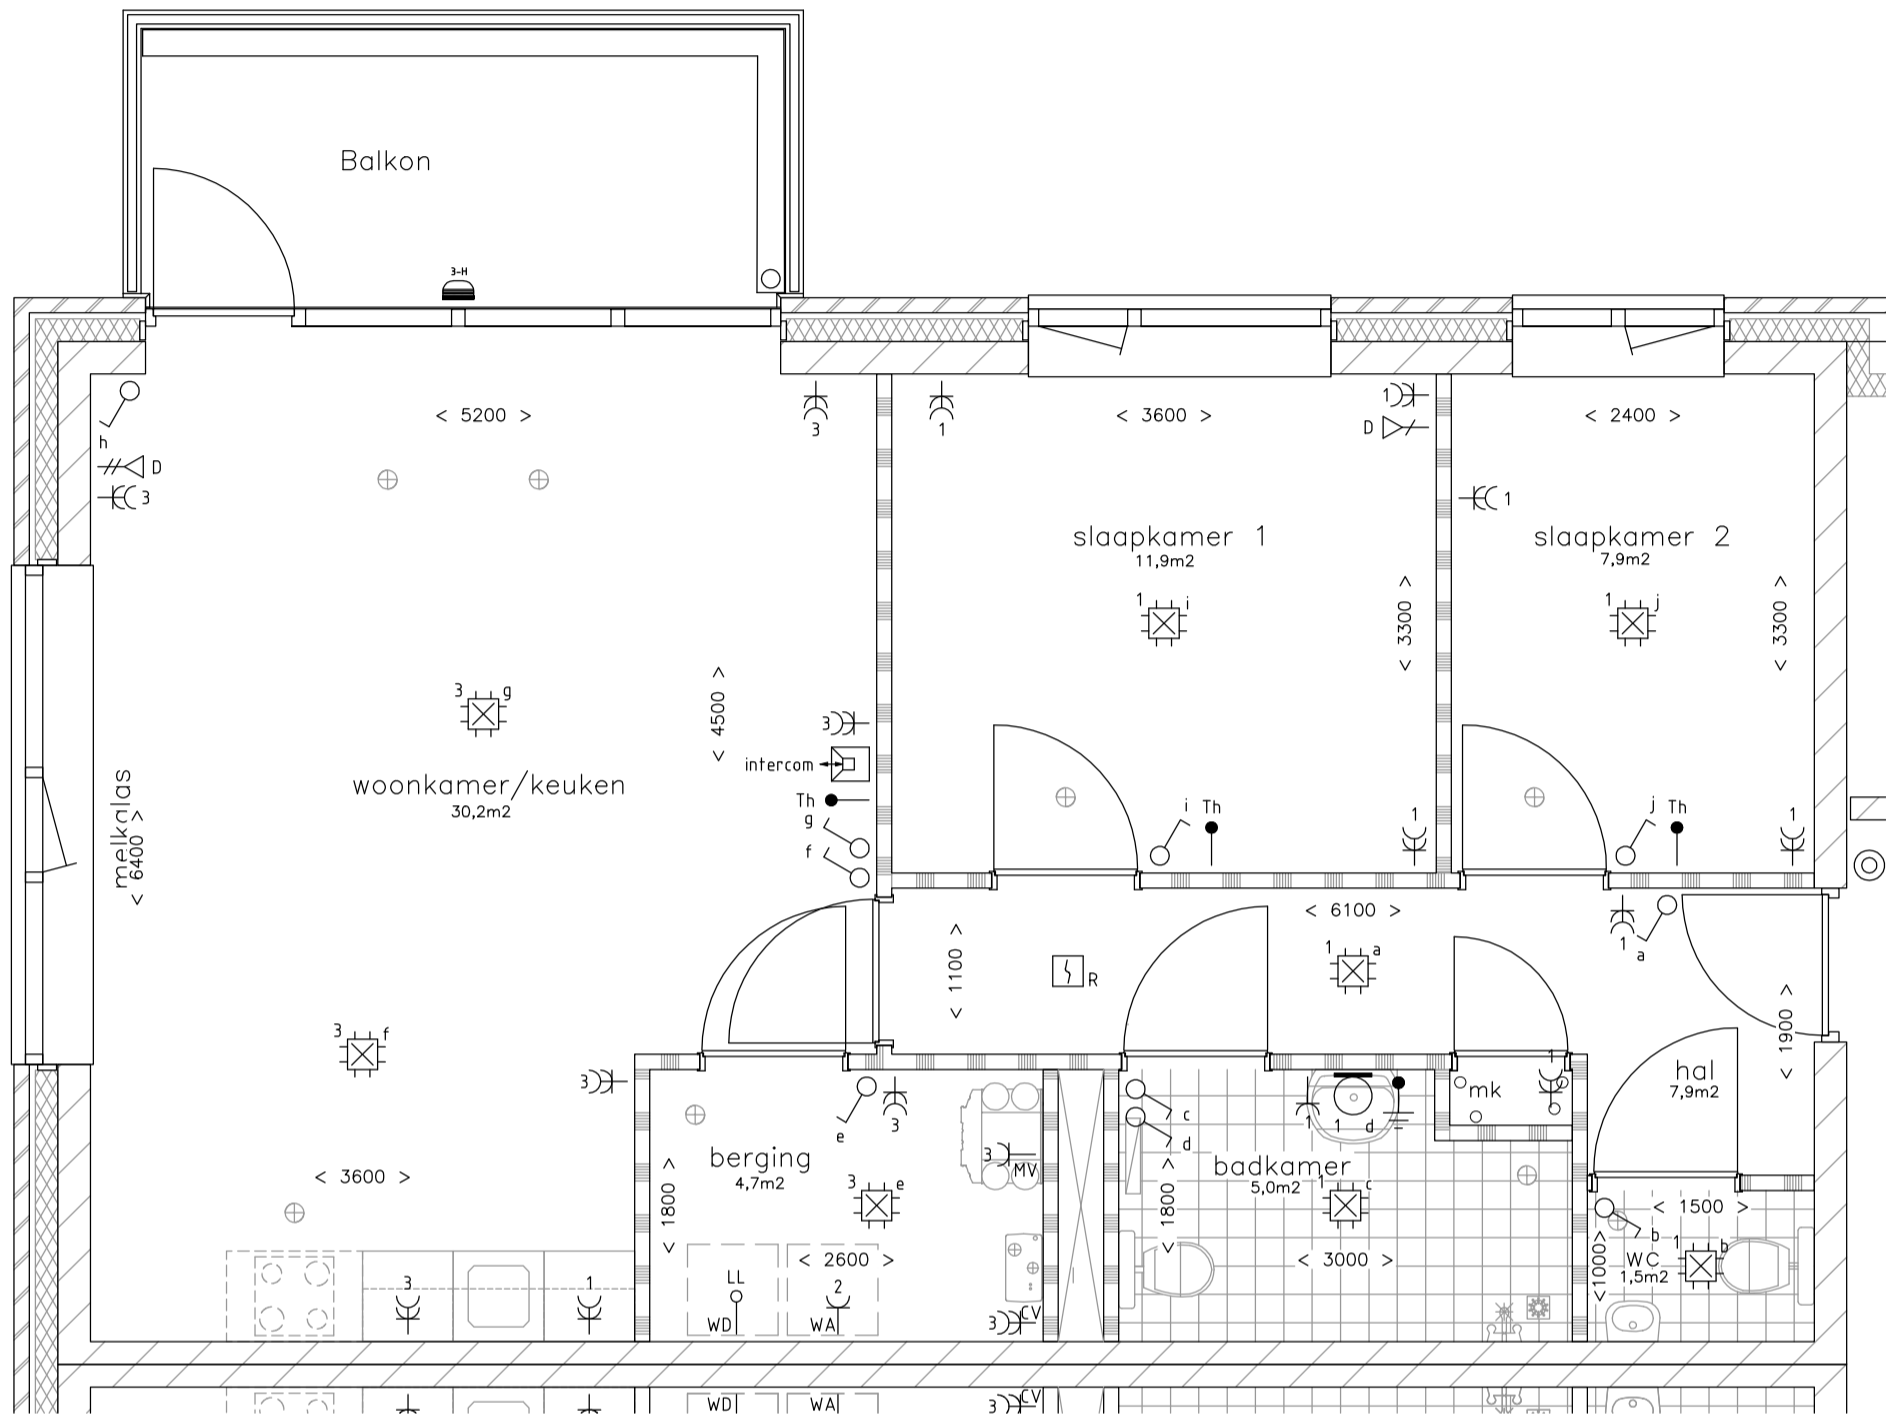 Balkon
3-H
h
D
3
< 5200 >
3
1
< 3600 >
1
D
< 2400 >
1
slaapkamer 1
11,9m2
slaapkamer 2
7,9m2
1 i
1 j
< 3300 >
< 3300 >
3 g
< 4500 >
3
intercom
Th
g
f
woonkamer/keuken
30,2m2
melkglas
< 6400 >
i Th
1
j Th
1
< 6100 >
1 a
1
a
< 1100 >
R
< 1900 >
3 f
3
e
3
3
MV
c
d
1
1 d
mk
1
hal
7,9m2
< 3600 >
< 1800 >
berging
4,7m2
3 e
< 1800 >
badkamer
5,0m2
1 c
< 1500 >
b
< 1000 >
WC
1,5m2
1 b
< 2600 >
< 3000 >
3
1
LL
WD
2
WA
3 CV
WD
WA
3 CV